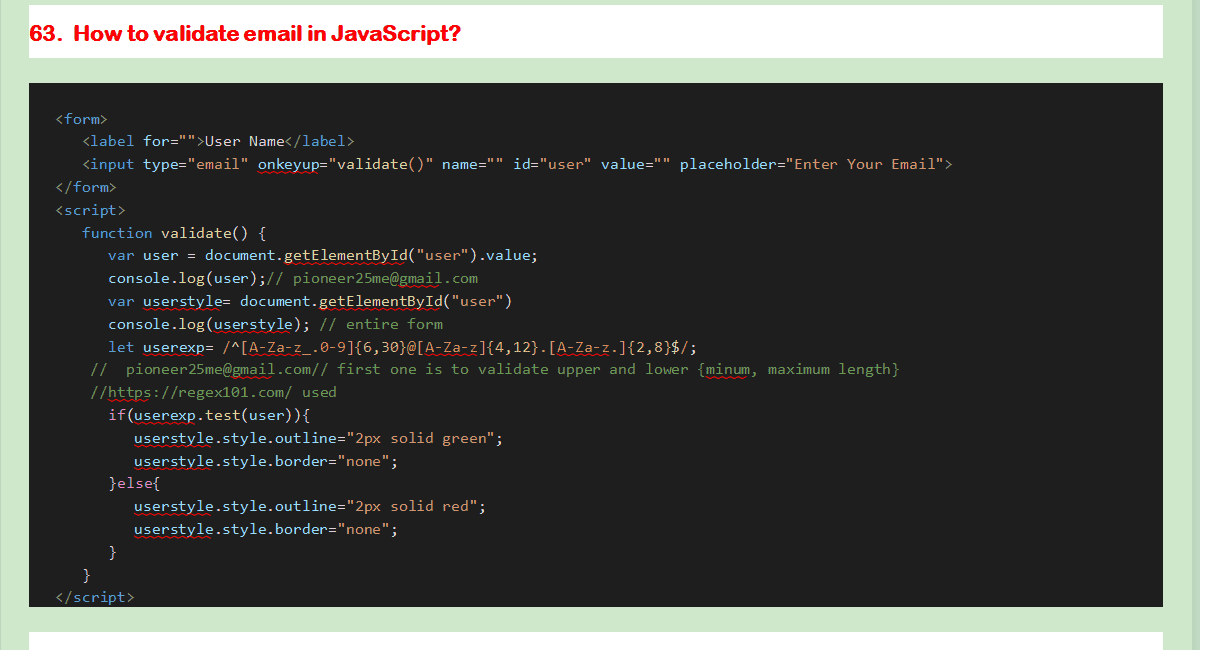 63. How to validate email in JavaScript?
<form>
<label for="">User Name</label>
<input type="email" onkeyup="validate()" name="" id="user" value="" placeholder="Enter Your Email">
</form>
<script>
function validate() {
var user = document.getElementById("user").value;
console.log(user);// pioneer25me@gmail.com
var userstyle= document.getElementById("user")
console.log(userstyle); // entire form
let userexp= /^[A-Za-z_.0-9]{6,30}@[A-Za-z]{4,12}.[A-Za-z.]{2,8}$/;
// pioneer25me@gmail.com// first one is to validate upper and lower {minum, maximum length}
//https://regex101.com/ used
if(userexp.test(user)){
userstyle.style.outline="2px solid green";
userstyle.style.border="none";
}else{
userstyle.style.outline="2px solid red";
userstyle.style.border="none";
}
}
</script>